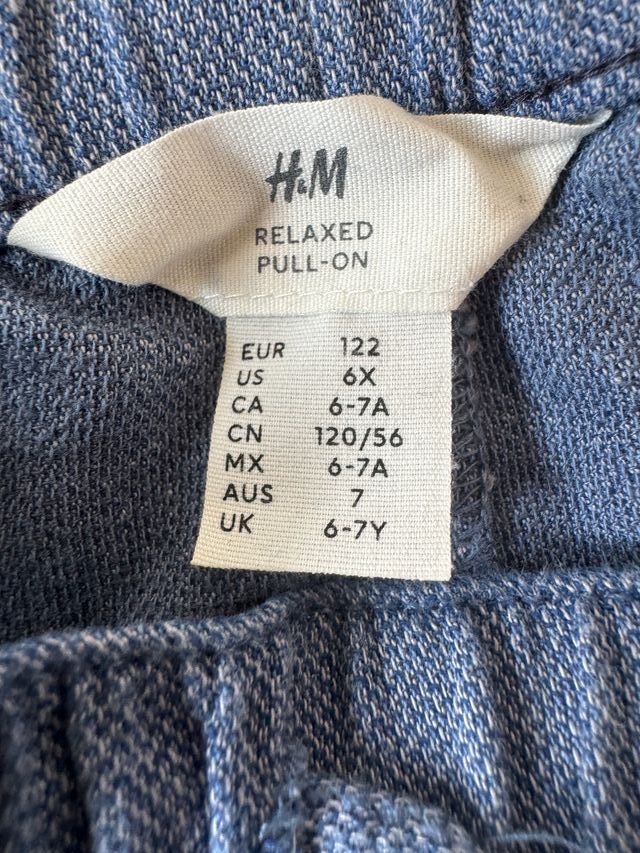 H&M
RELAXED
PULL-ON
EUR 122
US 6X
CA 6-7A
CN 120/56
MX 6-7A
AUS 7
UK 6-7Y